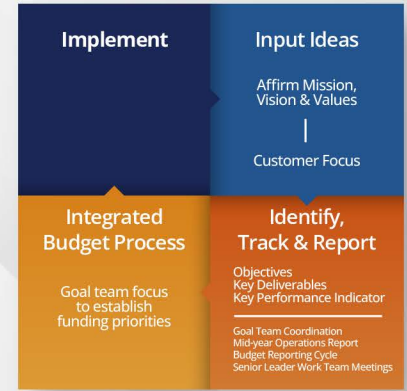 Implement
Input Ideas
Affirm Mission,
Vision & Values
Customer Focus
Integrated
Budget Process
Goal team focus
to establish
funding priorities
Identify,
Track & Report
Objectives
Key Deliverables
Key Performance Indicator
Goal Team Coordination
Mid-year Operations Report
Budget Reporting Cycle
Senior Leader Work Team Meetings